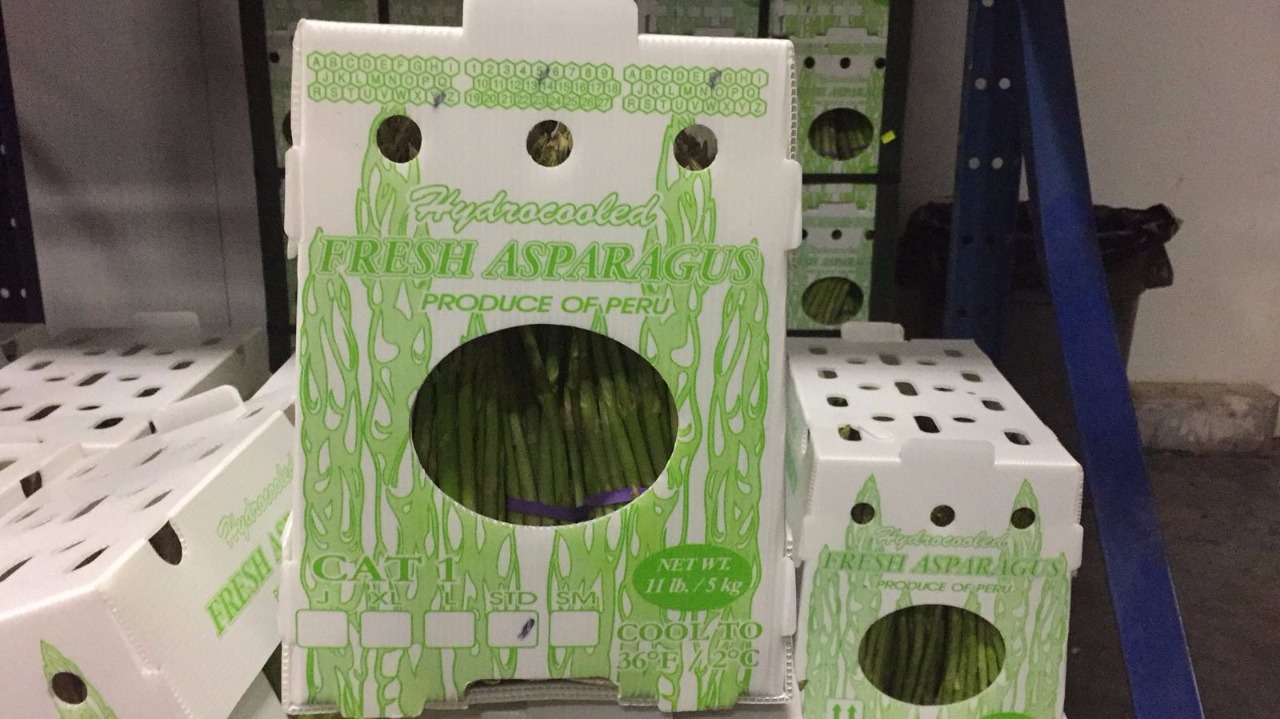 ABCDEFGHI
JKLMNOPQ
RSTUVWXYZ
ABCDEFGHI
JKLMNOPQ
RSTUVWXYZ
Hydrocooled
FRESH ASPARAGUS
PRODUCE OF PERU
CAT 1
J XL L STD SM
NET WT.
11 lb. / 5 kg
COOL TO
36°F / 2°C
Hydrocooled
FRESH AS
Hydrocooled
FRESH ASPARAGUS
PRODUCE OF PERU